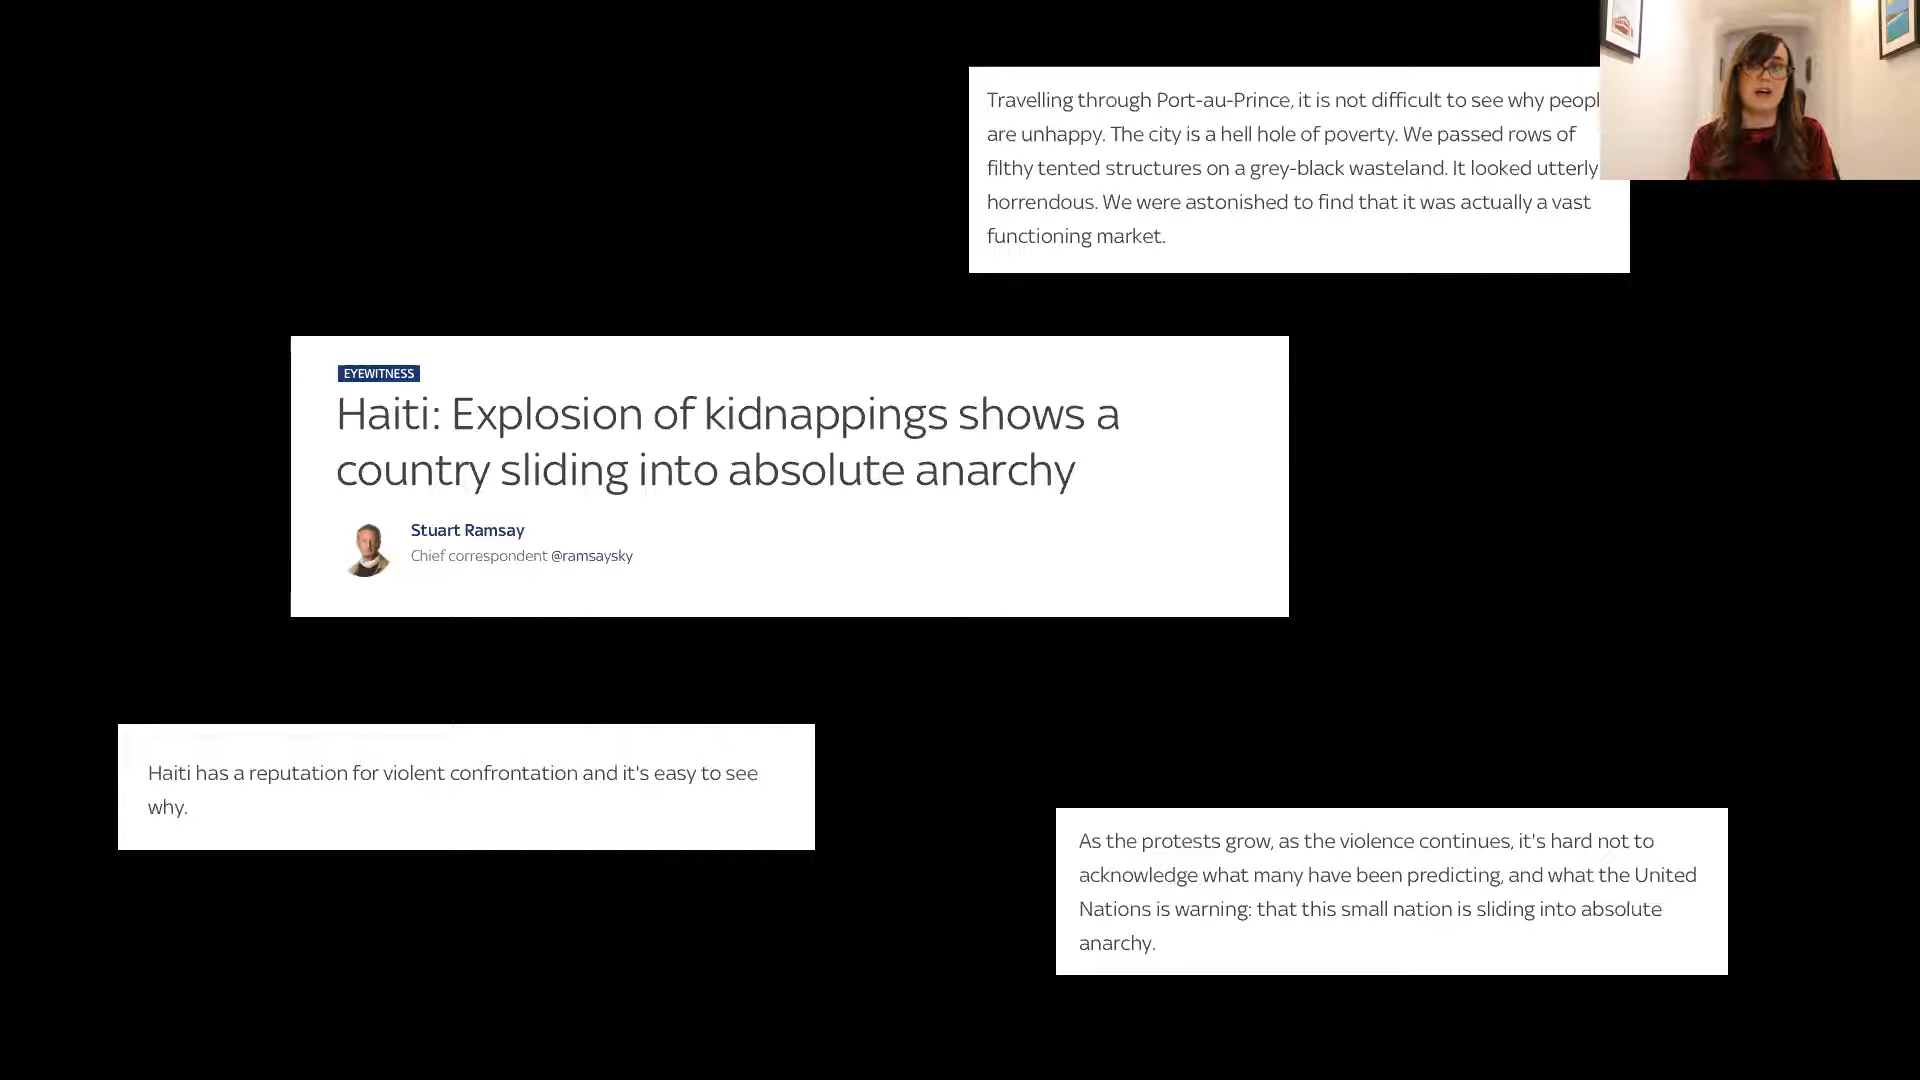 Travelling through Port-au-Prince, it is not difficult to see why
are unhappy. The city is a hell hole of poverty. We passed rows of
filthy tented structures on a grey-black wasteland. It looked utterly
horrendous. We were astonished to find that it was actually a vast
functioning market.
EYEWITNESS
Haiti: Explosion of kidnappings shows a
country sliding into absolute anarchy
Stuart Ramsay
Chief correspondent @ramsaysky
Haiti has a reputation for violent confrontation and it's easy to see
why.
As the protests grow, as the violence continues, it's hard not to
acknowledge what many have been predicting, and what the United
Nations is warning: that this small nation is sliding into absolute
anarchy.